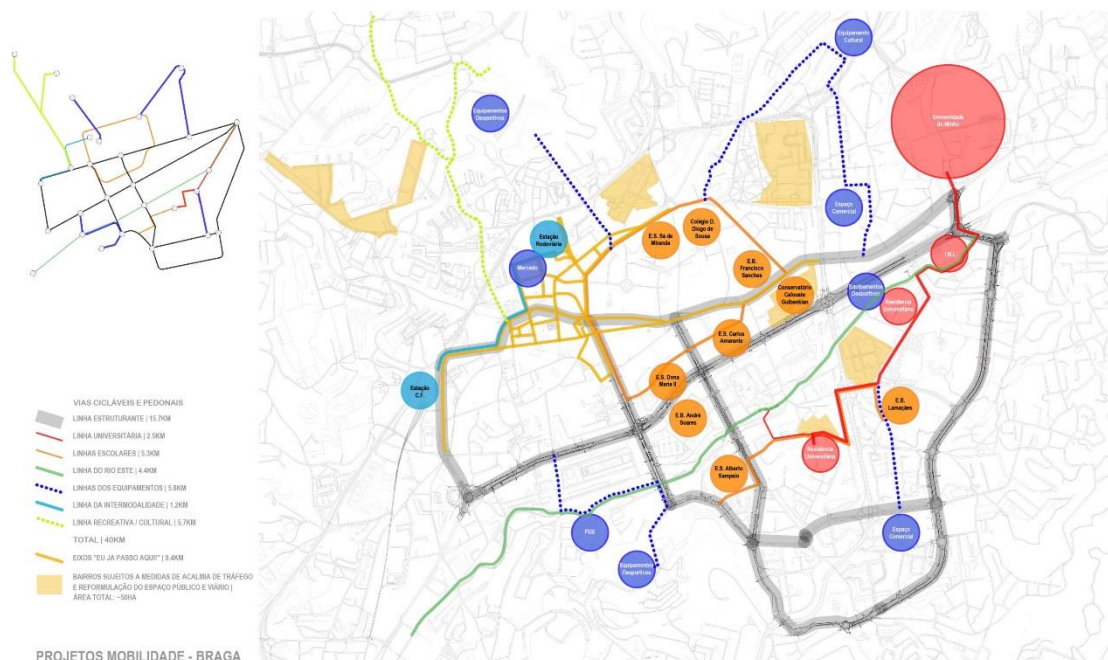 VIAS CICLÁVEIS E PEDONAIS
LINHA ESTRUTURANTE | 15.7KM
LINHA UNIVERSITÁRIA | 2.5KM
LINHAS ESCOLARES | 5.3KM
LINHA DO RIO ESTE | 4.4KM
LINHAS DOS EQUIPAMENTOS | 5.8KM
LINHA DA INTERMODALIDADE | 1.2KM
LINHA RECREATIVA / CULTURAL | 5.7KM
TOTAL | 40KM
EIXOS "EU JÁ PASSO AQUI!" | 9.4KM
BAIRROS SUJEITOS A MEDIDAS DE ACALMIA DE TRÁFEGO
E REFORMULAÇÃO DO ESPAÇO PÚBLICO E VIÁRIO |
ÁREA TOTAL: ~50HA
PROJETOS MOBILIDADE - BRAGA
Equipamento
Cultural
Equipamentos
Desportivos
Universidade
do Minho
Espaço
Comercial
Colégio D.
Diogo de
Sousa
E.S. Sá de
Miranda
Estação
Rodoviária
Mercado
E.B.
Francisco
Sanches
Conservatório
Calouste
Gulbenkian
Equipamentos
Desportivos
I.N.L.
Residência
Universitária
E.S. Carlos
Amarante
Estação
C.F.
E.S. Dona
Maria II
E.B. André
Soares
E.B.
Lamaçães
Residência
Universitária
E.S. Alberto
Sampaio
PEB
Espaço
Comercial
Equipamentos
Desportivos